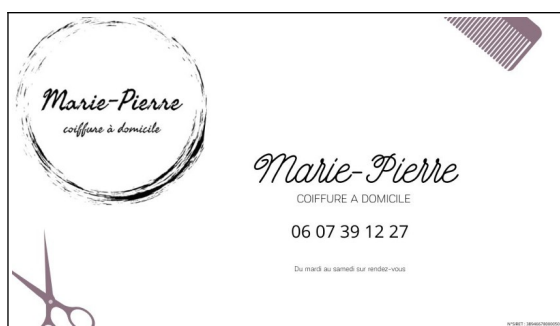 Marie-Pierre
coiffure à domicile
Marie-Pierre
COIFFURE A DOMICILE
06 07 39 12 27
Du mardi au samedi sur rendez-vous
N°SIRET :